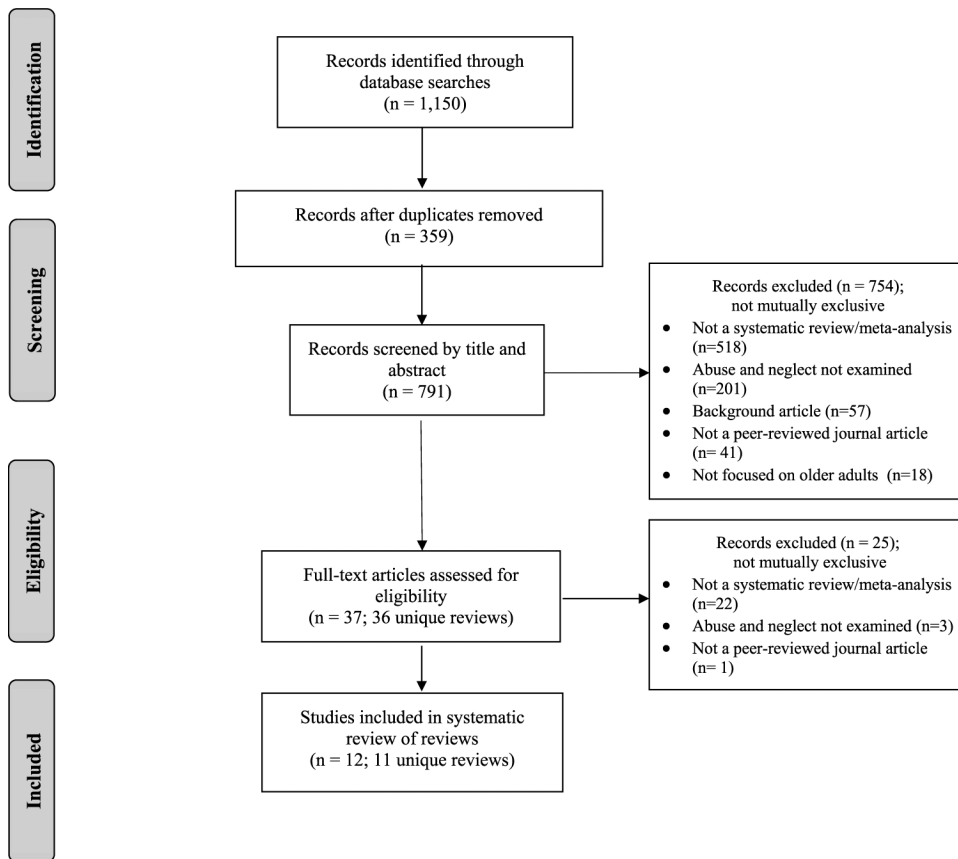 Identification
Records identified through
database searches
(n = 1,150)
Records after duplicates removed
(n = 359)
Screening
Records screened by title and
abstract
(n = 791)
Records excluded (n = 754);
not mutually exclusive
● Not a systematic review/meta-analysis
(n=518)
● Abuse and neglect not examined
(n=201)
● Background article (n=57)
● Not a peer-reviewed journal article
(n= 41)
● Not focused on older adults (n=18)
Eligibility
Full-text articles assessed for
eligibility
(n = 37; 36 unique reviews)
Records excluded (n = 25);
not mutually exclusive
● Not a systematic review/meta-analysis
(n=22)
● Abuse and neglect not examined (n=3)
● Not a peer-reviewed journal article
(n= 1)
Included
Studies included in systematic
review of reviews
(n = 12; 11 unique reviews)